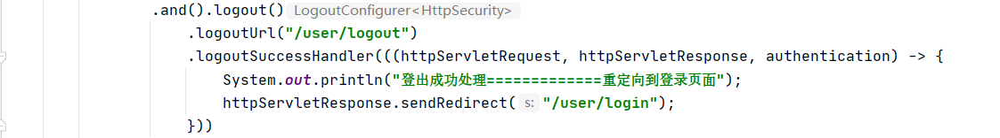 .and().logout() LogoutConfigurer<HttpSecurity>
.logoutUrl("/user/logout")
.logoutSuccessHandler(((httpServletRequest, httpServletResponse, authentication) -> {
System.out.println("登出成功处理=============重定向到登录页面");
httpServletResponse.sendRedirect( s: "/user/login");
}))